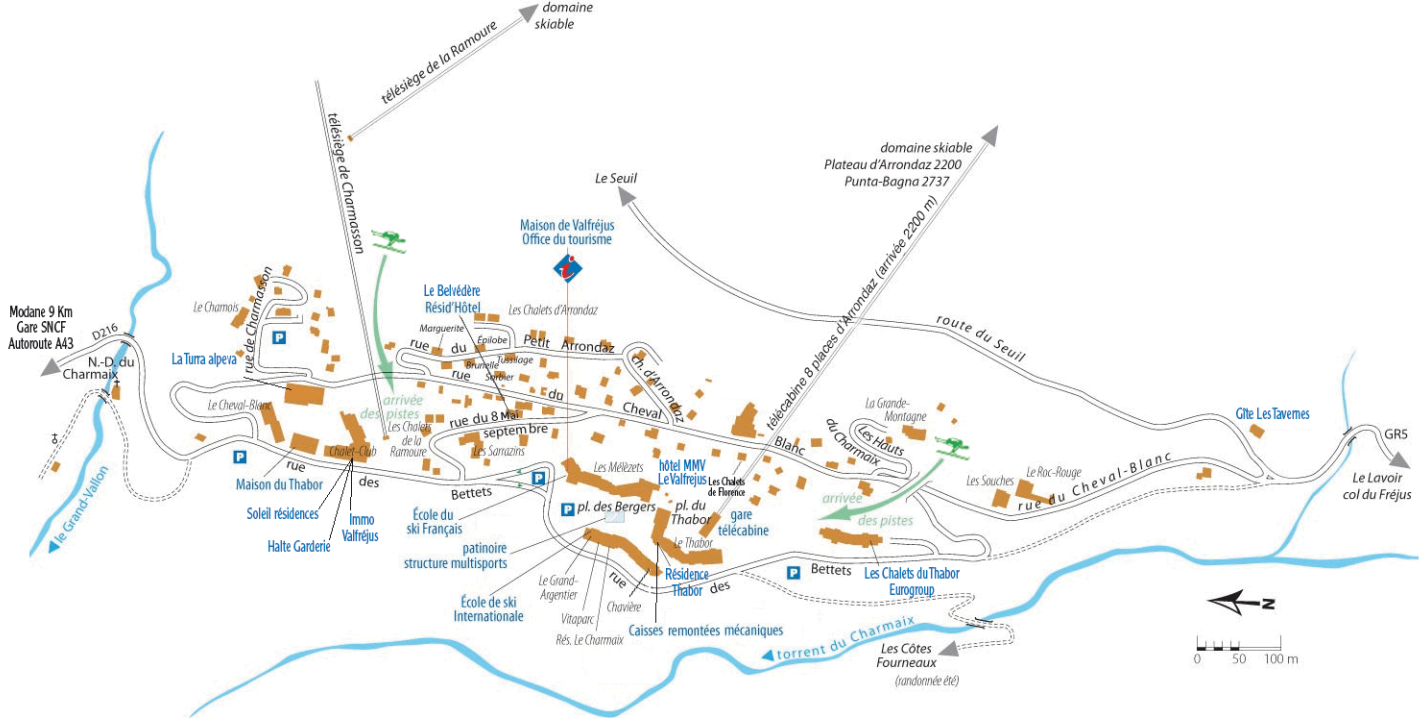 domaine
skiable
télésiège de la Ramoure
télésiège de Charmasson
domaine skiable
Plateau d'Arrondaz 2200
Punta-Bagna 2737
Le Seuil
télécabine 8 places d'Arrondaz (arrivée 2200 m)
Maison de Valfréjus
Office du tourisme
i
rue de Charmasson
Le Chamois
P
Le Belvédère
Résid'Hôtel
Les Chalets d'Arrondaz
Modane 9 Km
Gare SNCF
Autoroute A43
D216
N.-D. du
Charmaix
La Turra alpeva
Marguerite
Épilobe
rue du Petit Arrondaz
Brunelle
Tussilage
Sorbier
ch. d'Arrondaz
route du Seuil
arrivée
des pistes
Le Cheval-Blanc
Les Chalets
de la
Ramoure
rue du Cheval Blanc
rue du 8 Mai
septembre
Les Sarrazins
Chalet-Club
La Grande-
Montagne
Les Hauts
du Charmaix
Gîte Les Tavernes
GR5
Le Lavoir
col du Fréjus
P
Maison du Thabor
rue des Bettets
Soleil résidences
Halte Garderie
Immo
Valfréjus
École du
ski Français
P
Les Mélèzets
hôtel MMV
Le Valfréjus
Les Chalets
de Florence
P
pl. des Bergers
pl. du
Thabor
gare
télécabine
arrivée
des pistes
Les Souches
Le Roc-Rouge
rue du Cheval-Blanc
le Grand-Vallon
patinoire
structure multisports
Le Thabor
Le Grand-
Argentier
Vitaparc
Rés. Le Charmaix
Chavière
Résidence
Thabor
rue des Bettets
P
Les Chalets du Thabor
Eurogroup
École de ski
Internationale
Caisses remontées mécaniques
torrent du Charmaix
Les Côtes
Fourneaux
(randonnée été)
N
0 50 100 m